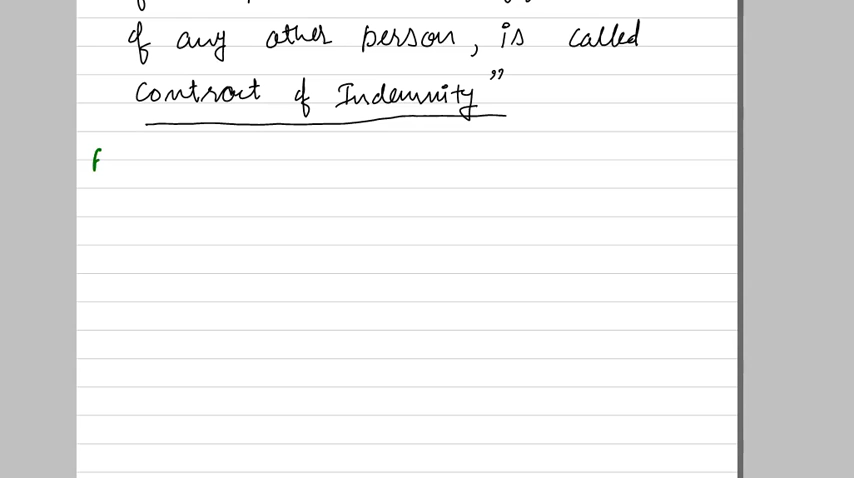 of any other person, is called
Contract of Indemnity"